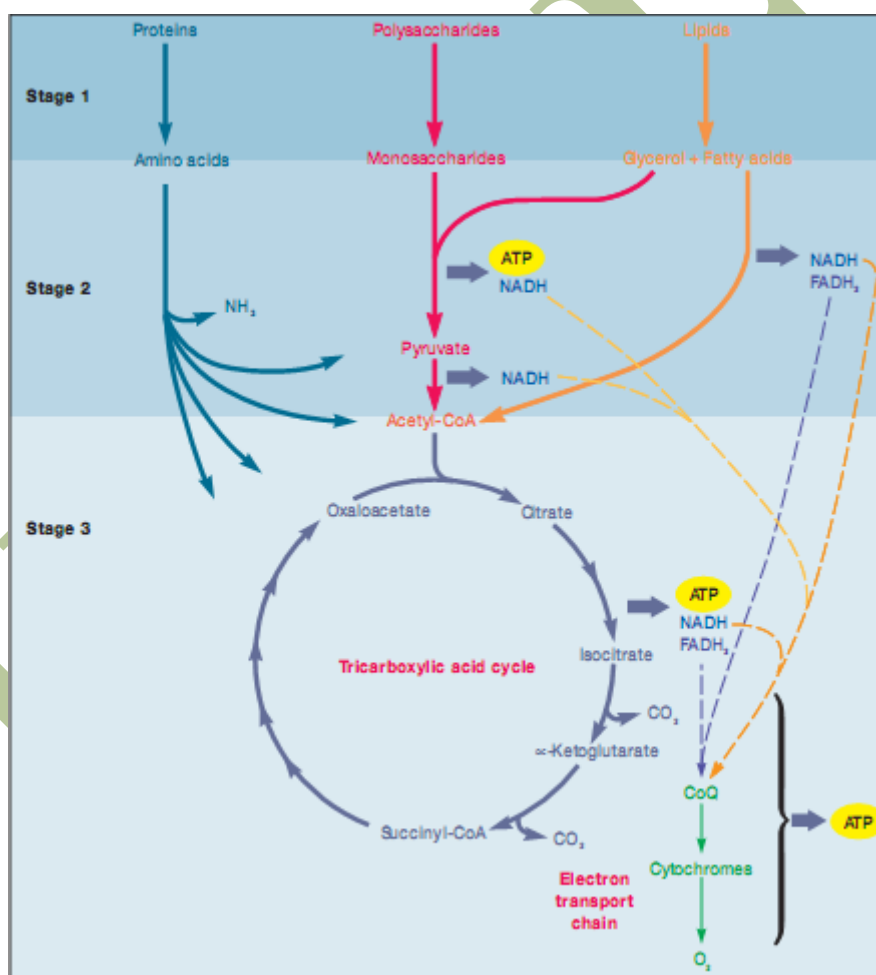 Proteins
Polysaccharides
Lipids
Stage 1
Amino acids
Monosaccharides
Glycerol + Fatty acids
Stage 2
ATP
NADH
NADH
FADH₂
NH₃
Pyruvate
NADH
Acetyl-CoA
Stage 3
Oxaloacetate
Citrate
ATP
NADH
FADH₂
Isocitrate
Tricarboxylic acid cycle
CO₂
∝-Ketoglutarate
CoQ
ATP
Succinyl-CoA
CO₂
Cytochromes
Electron
transport
chain
O₂